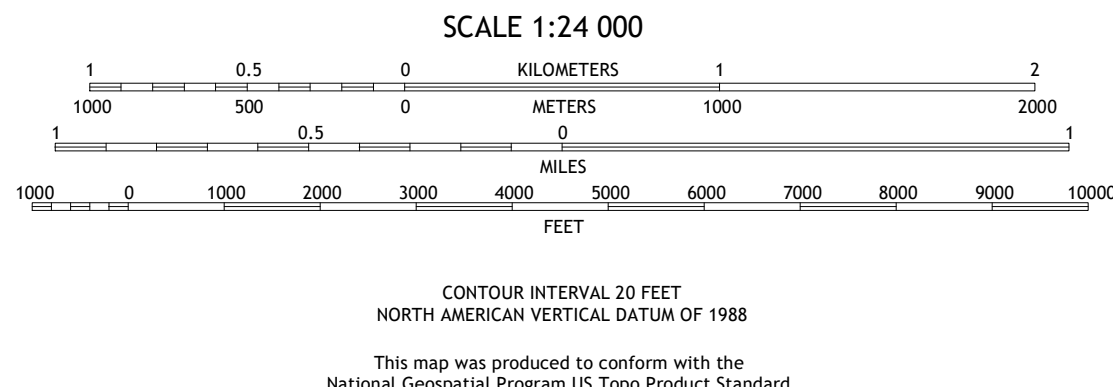 SCALE 1:24 000
1 0.5 0 KILOMETERS 1 2
1000 500 0 METERS 1000 2000
1 0.5 0 1
MILES
1000 0 1000 2000 3000 4000 5000 6000 7000 8000 9000 10000
FEET
CONTOUR INTERVAL 20 FEET
NORTH AMERICAN VERTICAL DATUM OF 1988
This map was produced to conform with the
National Geospatial Program US Topo Product Standard